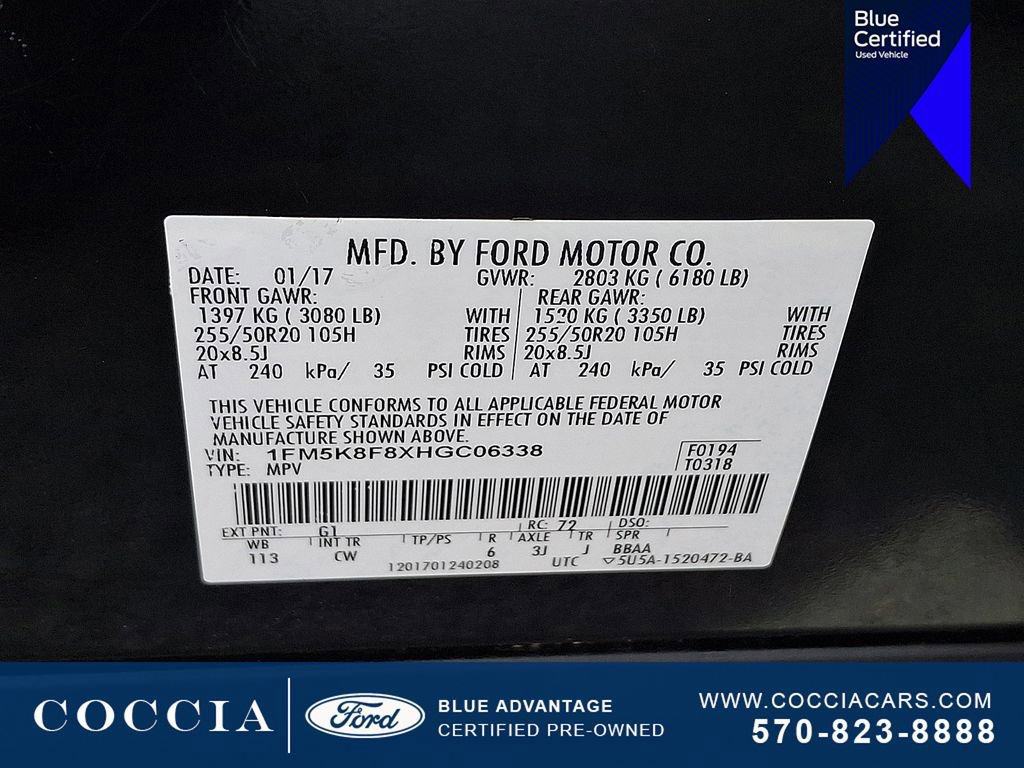 Blue
Certified
Used Vehicle
MFD. BY FORD MOTOR CO.
DATE: 01/17 GVWR: 2803 KG ( 6180 LB)
FRONT GAWR: REAR GAWR:
1397 KG ( 3080 LB) WITH 1520 KG ( 3350 LB) WITH
255/50R20 105H TIRES 255/50R20 105H TIRES
20x8.5J RIMS 20x8.5J RIMS
AT 240 kPa/ 35 PSI COLD AT 240 kPa/ 35 PSI COLD
THIS VEHICLE CONFORMS TO ALL APPLICABLE FEDERAL MOTOR
VEHICLE SAFETY STANDARDS IN EFFECT ON THE DATE OF
MANUFACTURE SHOWN ABOVE.
VIN: 1FM5K8F8XHGC06338 F0194
TYPE: MPV T0318
EXT PNT: G1 RC: 72 DSO:
WB INT TR TP/PS R AXLE TR SPR
113 CW 6 3J J BBAA
1201701240208 UTC ▽5U5A-1520472-BA
COCCIA Ford BLUE ADVANTAGE
CERTIFIED PRE-OWNED
WWW.COCCIACARS.COM
570-823-8888